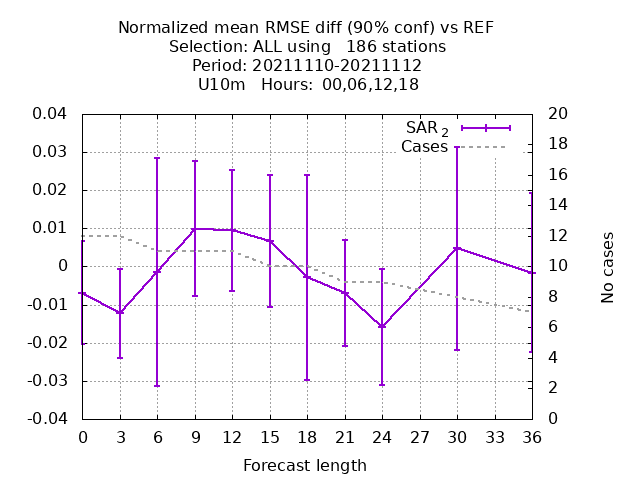 Normalized mean RMSE diff (90% conf) vs REF
Selection: ALL using   186 stations
Period: 20211110-20211112
U10m   Hours:  00,06,12,18
SAR 2
Cases
0.04
0.03
0.02
0.01
0
-0.01
-0.02
-0.03
-0.04
20
18
16
14
12
10
8
6
4
2
0
No cases
0 3 6 9 12 15 18 21 24 27 30 33 36
Forecast length